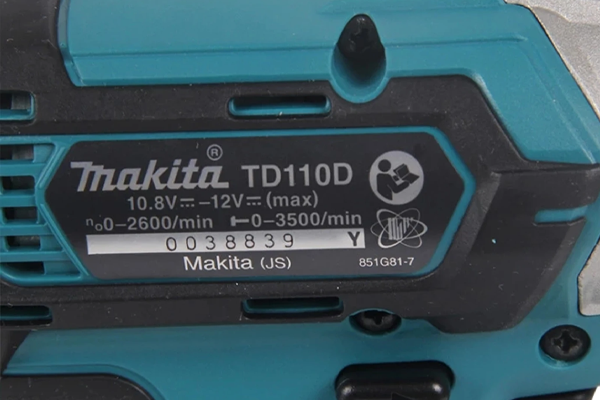 makita® TD110D
10.8V⎓-12V⎓(max)
n₀0-2600/min 0-3500/min
0038839 Y
Makita (JS) 851G81-7